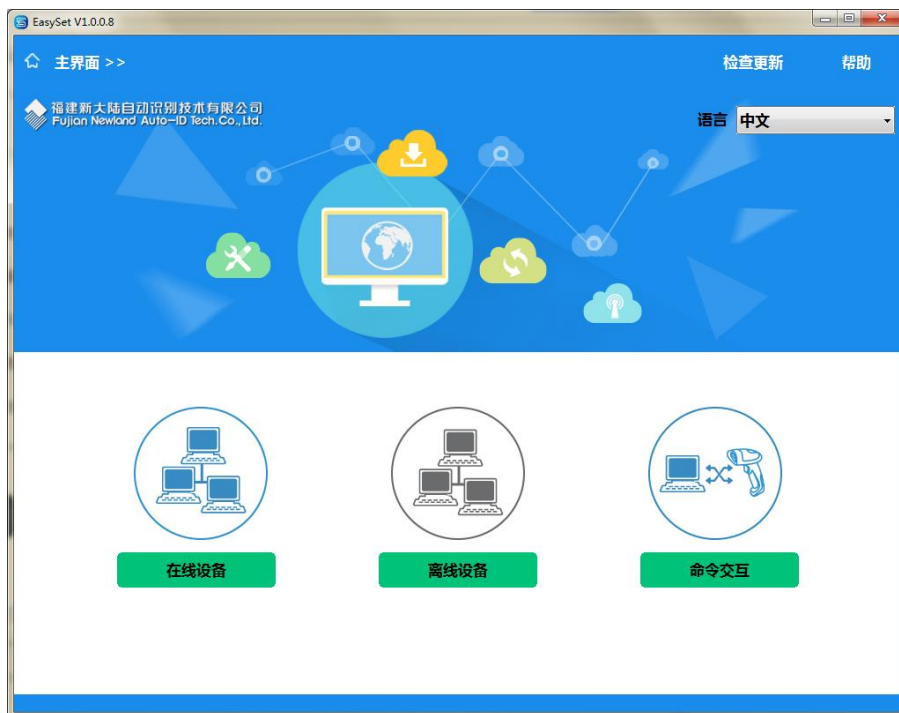 EasySet V1.0.0.8
主界面 >>
检查更新
帮助
福建新大陆自动识别技术有限公司
Fujian Newland Auto-ID Tech.Co.,Ltd.
语言
中文
在线设备
离线设备
命令交互